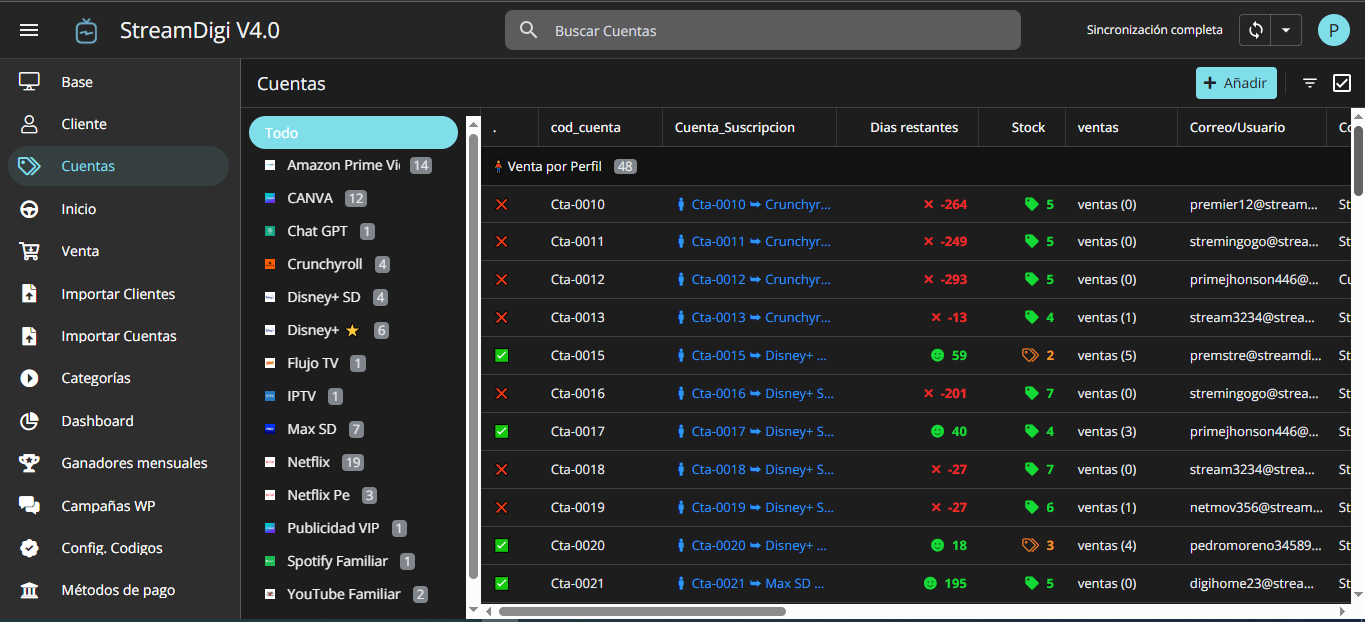 StreamDigi V4.0
Buscar Cuentas
Sincronización completa
P
Base
Cliente
Cuentas
Inicio
Venta
Importar Clientes
Importar Cuentas
Categorías
Dashboard
Ganadores mensuales
Campañas WP
Config. Codigos
Métodos de pago
Cuentas
Añadir
Todo
Amazon Prime Vi 14
CANVA 12
Chat GPT 1
Crunchyroll 4
Disney+ SD 4
Disney+ ⭐ 6
Flujo TV 1
IPTV 1
Max SD 7
Netflix 19
Netflix Pe 3
Publicidad VIP 1
Spotify Familiar 1
YouTube Familiar 2
. cod_cuenta Cuenta_Suscripcion Dias restantes Stock ventas Correo/Usuario Co
Venta por Perfil 48
❌ Cta-0010 Cta-0010 ➥ Crunchyr... ✕ -264 5 ventas (0) premier12@stream... St
❌ Cta-0011 Cta-0011 ➥ Crunchyr... ✕ -249 5 ventas (0) stremingogo@strea... St
❌ Cta-0012 Cta-0012 ➥ Crunchyr... ✕ -293 5 ventas (0) primejhonson446@... Cu
❌ Cta-0013 Cta-0013 ➥ Crunchyr... ✕ -13 4 ventas (1) stream3234@strea... St
✅ Cta-0015 Cta-0015 ➥ Disney+ ... 59 2 ventas (5) premstre@streamdi... St
❌ Cta-0016 Cta-0016 ➥ Disney+ S... ✕ -201 7 ventas (0) stremingogo@strea... St
✅ Cta-0017 Cta-0017 ➥ Disney+ S... 40 4 ventas (3) primejhonson446@... St
❌ Cta-0018 Cta-0018 ➥ Disney+ S... ✕ -27 7 ventas (0) stream3234@strea... St
❌ Cta-0019 Cta-0019 ➥ Disney+ S... ✕ -27 6 ventas (1) netmov356@stream... St
✅ Cta-0020 Cta-0020 ➥ Disney+ ... 18 3 ventas (4) pedromoreno34589... St
✅ Cta-0021 Cta-0021 ➥ Max SD ... 195 5 ventas (0) digihome23@strea... St